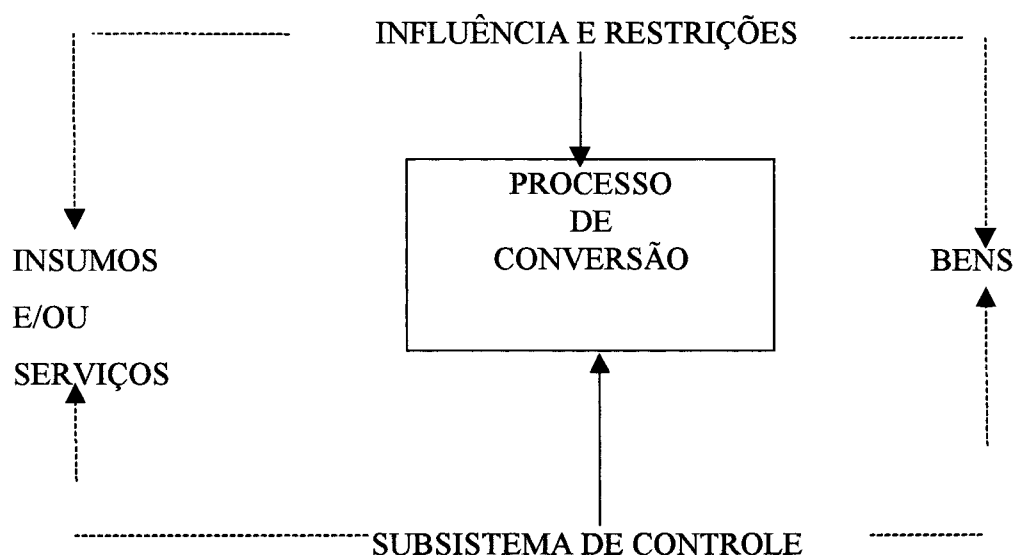 INFLUÊNCIA E RESTRIÇÕES
PROCESSO
DE
CONVERSÃO
INSUMOS
E/OU
SERVIÇOS
BENS
SUBSISTEMA DE CONTROLE